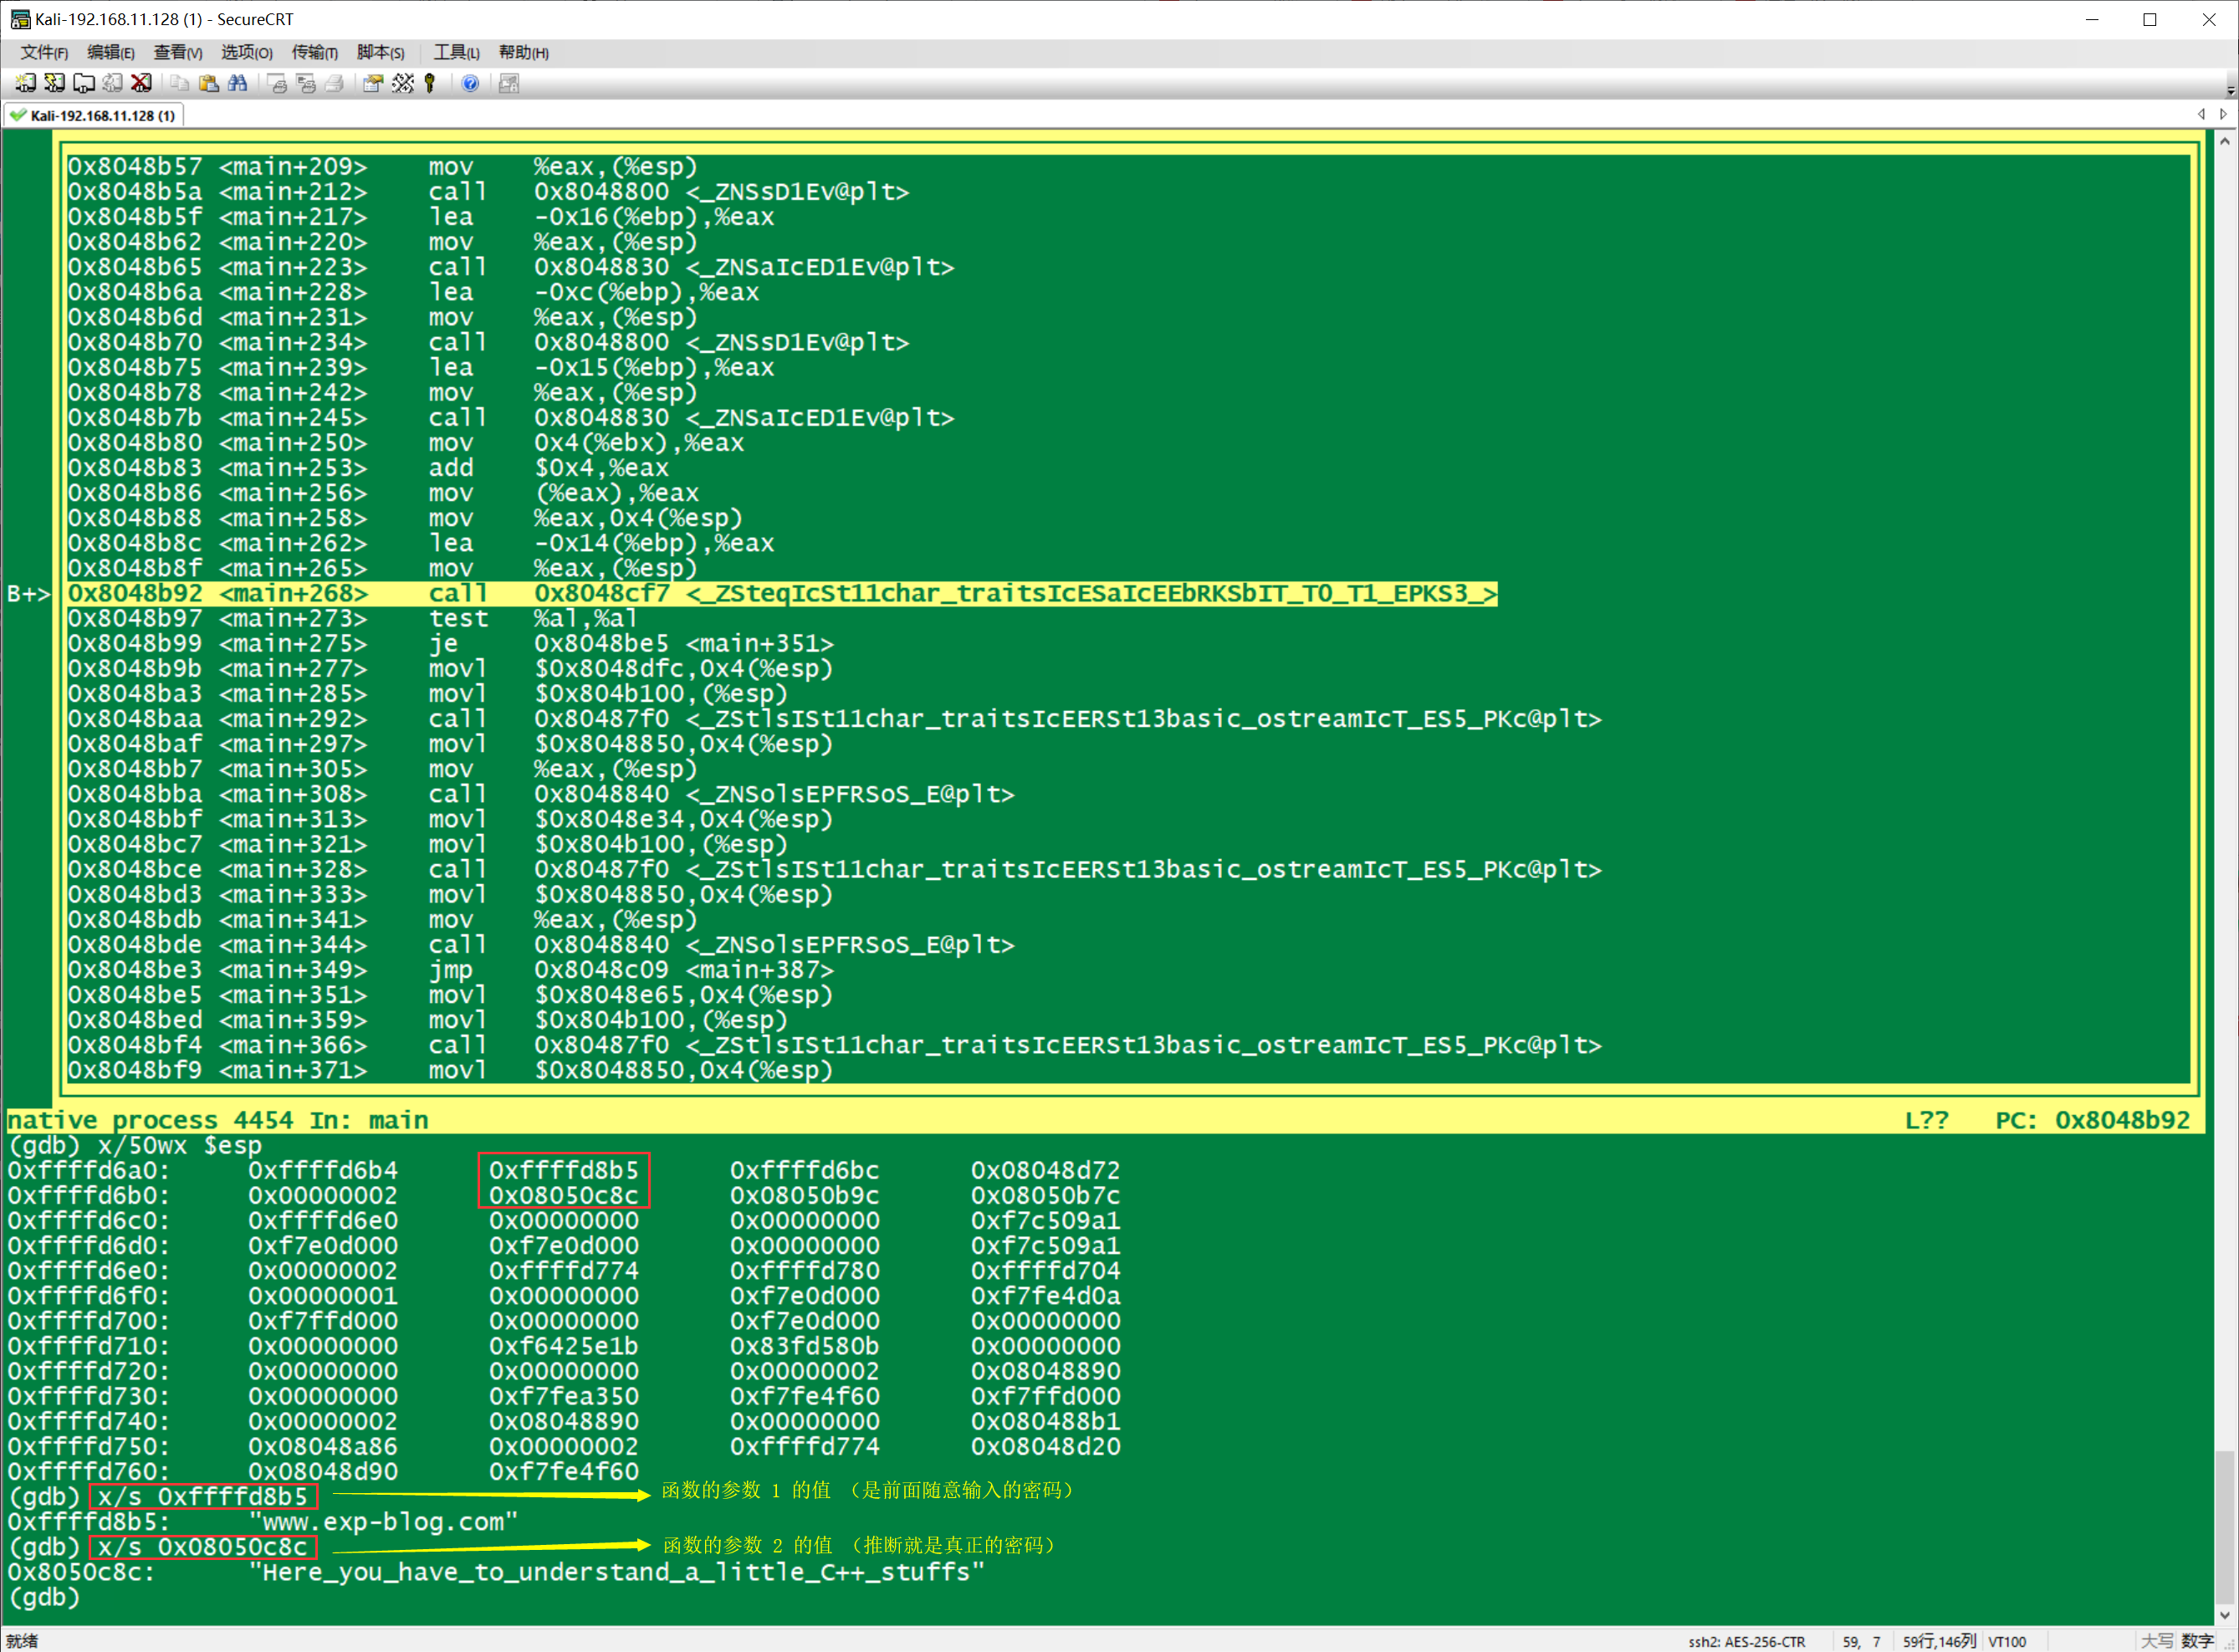 Kali-192.168.11.128 (1) - SecureCRT
文件(F) 编辑(E) 查看(V) 选项(O) 传输(T) 脚本(S) 工具(L) 帮助(H)
Kali-192.168.11.128 (1)
0x8048b57 <main+209> mov %eax,(%esp)
0x8048b5a <main+212> call 0x8048800 <_ZNSsD1Ev@plt>
0x8048b5f <main+217> lea -0x16(%ebp),%eax
0x8048b62 <main+220> mov %eax,(%esp)
0x8048b65 <main+223> call 0x8048830 <_ZNSaIcED1Ev@plt>
0x8048b6a <main+228> lea -0xc(%ebp),%eax
0x8048b6d <main+231> mov %eax,(%esp)
0x8048b70 <main+234> call 0x8048800 <_ZNSsD1Ev@plt>
0x8048b75 <main+239> lea -0x15(%ebp),%eax
0x8048b78 <main+242> mov %eax,(%esp)
0x8048b7b <main+245> call 0x8048830 <_ZNSaIcED1Ev@plt>
0x8048b80 <main+250> mov 0x4(%ebx),%eax
0x8048b83 <main+253> add $0x4,%eax
0x8048b86 <main+256> mov (%eax),%eax
0x8048b88 <main+258> mov %eax,0x4(%esp)
0x8048b8c <main+262> lea -0x14(%ebp),%eax
0x8048b8f <main+265> mov %eax,(%esp)
B+> 0x8048b92 <main+268> call 0x8048cf7 <_ZSteqIcSt11char_traitsIcESaIcEEbRKSbIT_T0_T1_EPKS3_>
0x8048b97 <main+273> test %al,%al
0x8048b99 <main+275> je 0x8048be5 <main+351>
0x8048b9b <main+277> movl $0x8048dfc,0x4(%esp)
0x8048ba3 <main+285> movl $0x804b100,(%esp)
0x8048baa <main+292> call 0x80487f0 <_ZStlsISt11char_traitsIcEERSt13basic_ostreamIcT_ES5_PKc@plt>
0x8048baf <main+297> movl $0x8048850,0x4(%esp)
0x8048bb7 <main+305> mov %eax,(%esp)
0x8048bba <main+308> call 0x8048840 <_ZNSolsEPFRSoS_E@plt>
0x8048bbf <main+313> movl $0x8048e34,0x4(%esp)
0x8048bc7 <main+321> movl $0x804b100,(%esp)
0x8048bce <main+328> call 0x80487f0 <_ZStlsISt11char_traitsIcEERSt13basic_ostreamIcT_ES5_PKc@plt>
0x8048bd3 <main+333> movl $0x8048850,0x4(%esp)
0x8048bdb <main+341> mov %eax,(%esp)
0x8048bde <main+344> call 0x8048840 <_ZNSolsEPFRSoS_E@plt>
0x8048be3 <main+349> jmp 0x8048c09 <main+387>
0x8048be5 <main+351> movl $0x8048e65,0x4(%esp)
0x8048bed <main+359> movl $0x804b100,(%esp)
0x8048bf4 <main+366> call 0x80487f0 <_ZStlsISt11char_traitsIcEERSt13basic_ostreamIcT_ES5_PKc@plt>
0x8048bf9 <main+371> movl $0x8048850,0x4(%esp)
native process 4454 In: main L?? PC: 0x8048b92
(gdb) x/50wx $esp
0xffffd6a0: 0xffffd6b4 0xffffd8b5 0xffffd6bc 0x08048d72
0xffffd6b0: 0x00000002 0x08050c8c 0x08050b9c 0x08050b7c
0xffffd6c0: 0xffffd6e0 0x00000000 0x00000000 0xf7c509a1
0xffffd6d0: 0xf7e0d000 0xf7e0d000 0x00000000 0xf7c509a1
0xffffd6e0: 0x00000002 0xffffd774 0xffffd780 0xffffd704
0xffffd6f0: 0x00000001 0x00000000 0xf7e0d000 0xf7fe4d0a
0xffffd700: 0xf7ffd000 0x00000000 0xf7e0d000 0x00000000
0xffffd710: 0x00000000 0xf6425e1b 0x83fd580b 0x00000000
0xffffd720: 0x00000000 0x00000000 0x00000002 0x08048890
0xffffd730: 0x00000000 0xf7fea350 0xf7fe4f60 0xf7ffd000
0xffffd740: 0x00000002 0x08048890 0x00000000 0x080488b1
0xffffd750: 0x08048a86 0x00000002 0xffffd774 0x08048d20
0xffffd760: 0x08048d90 0xf7fe4f60
(gdb) x/s 0xffffd8b5 函数的参数 1 的值 （是前面随意输入的密码）
0xffffd8b5: "www.exp-blog.com"
(gdb) x/s 0x08050c8c 函数的参数 2 的值 （推断就是真正的密码）
0x8050c8c: "Here_you_have_to_understand_a_little_C++_stuffs"
(gdb)
就绪 ssh2: AES-256-CTR 59, 7 59行,146列 VT100 大写 数字